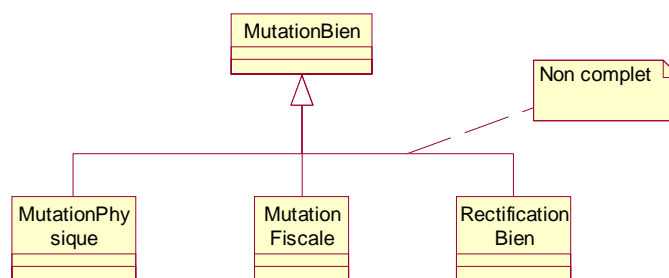 MutationBien
Non complet
MutationPhy
sique
Mutation
Fiscale
Rectification
Bien